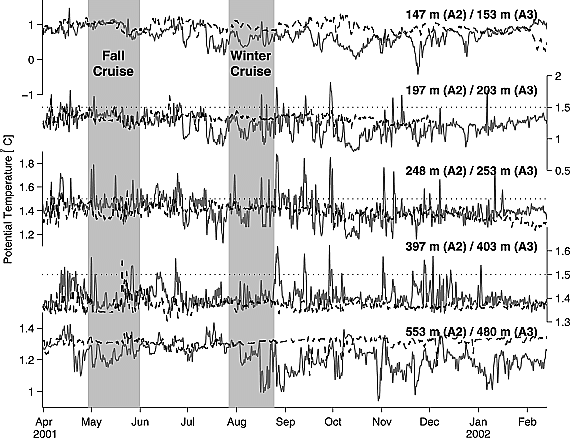 147 m (A2) / 153 m (A3)
1
0
−1
Fall
Cruise
Winter
Cruise
197 m (A2) / 203 m (A3)
2
1.5
1
0.5
Potential Temperature [°C]
248 m (A2) / 253 m (A3)
1.8
1.6
1.4
1.2
397 m (A2) / 403 m (A3)
1.6
1.5
1.4
1.3
553 m (A2) / 480 m (A3)
1.4
1.2
1
Apr May Jun Jul Aug Sep Oct Nov Dec Jan Feb
2001 2002